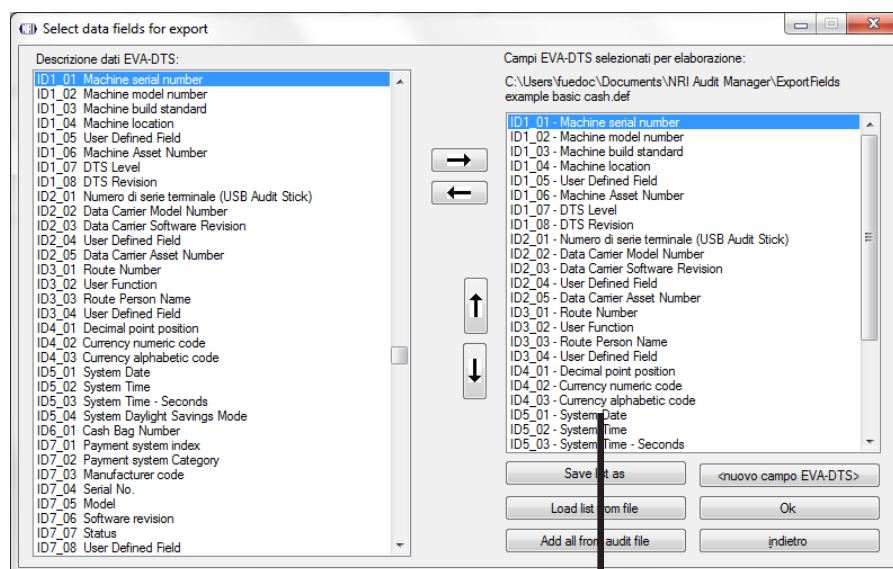 Select data fields for export
Descrizione dati EVA-DTS:
ID1_01 Machine serial number
ID1_02 Machine model number
ID1_03 Machine build standard
ID1_04 Machine location
ID1_05 User Defined Field
ID1_06 Machine Asset Number
ID1_07 DTS Level
ID1_08 DTS Revision
ID2_01 Numero di serie terminale (USB Audit Stick)
ID2_02 Data Carrier Model Number
ID2_03 Data Carrier Software Revision
ID2_04 User Defined Field
ID2_05 Data Carrier Asset Number
ID3_01 Route Number
ID3_02 User Function
ID3_03 Route Person Name
ID3_04 User Defined Field
ID4_01 Decimal point position
ID4_02 Currency numeric code
ID4_03 Currency alphabetic code
ID5_01 System Date
ID5_02 System Time
ID5_03 System Time - Seconds
ID5_04 System Daylight Savings Mode
ID6_01 Cash Bag Number
ID7_01 Payment system index
ID7_02 Payment system Category
ID7_03 Manufacturer code
ID7_04 Serial No.
ID7_05 Model
ID7_06 Software revision
ID7_07 Status
ID7_08 User Defined Field
Campi EVA-DTS selezionati per elaborazione:
C:\Users\fuedoc\Documents\NRI Audit Manager\ExportFields
example basic cash.def
ID1_01 - Machine serial number
ID1_02 - Machine model number
ID1_03 - Machine build standard
ID1_04 - Machine location
ID1_05 - User Defined Field
ID1_06 - Machine Asset Number
ID1_07 - DTS Level
ID1_08 - DTS Revision
ID2_01 - Numero di serie terminale (USB Audit Stick)
ID2_02 - Data Carrier Model Number
ID2_03 - Data Carrier Software Revision
ID2_04 - User Defined Field
ID2_05 - Data Carrier Asset Number
ID3_01 - Route Number
ID3_02 - User Function
ID3_03 - Route Person Name
ID3_04 - User Defined Field
ID4_01 - Decimal point position
ID4_02 - Currency numeric code
ID4_03 - Currency alphabetic code
ID5_01 - System Date
ID5_02 - System Time
ID5_03 - System Time - Seconds
Save list as
<nuovo campo EVA-DTS>
Load list from file
Ok
Add all from audit file
indietro